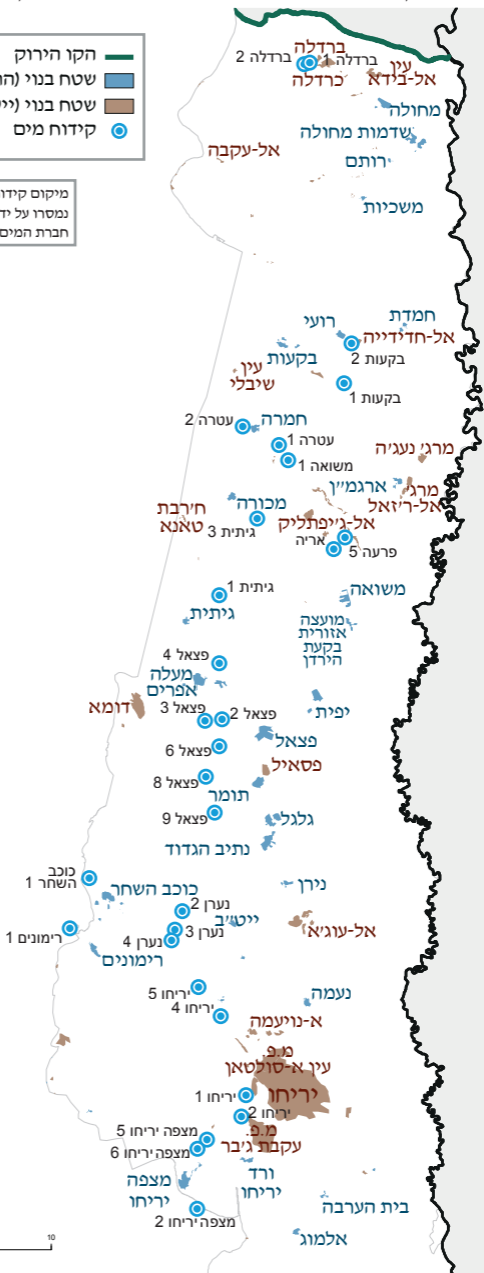 הקו הירוק
שטח בנוי
שטח בנוי
קידוח מים
נמסרו על יד
חברת המים
ברדלה
ברדלה 1
ברדלה 2
כרדלה
עין
אל-בידא
מחולה
שדמות מחולה
רותם
אל-עקבה
משכיות
חמדת
רועי
אל-חדידייה
בקעות
בקעות 2
עין
שיבלי
בקעות 1
חמרה
עטרה 2
עטרה 1
משואה 1
מרג' נעג'ה
ארגמ״ן
מרג'
אל-ר'זאל
מכורה
ח'רבת
טאנא
גיתית 3
אל-ג'יפתליק
אריה
פרעה 5
גיתית 1
משואה
גיתית
מועצה
אזורית
בקעת
הירדן
פצאל 4
מעלה
אפרים
דומא
יפית
פצאל 3
פצאל 2
פצאל
פצאל 6
פסאיל
פצאל 8
תומר
פצאל 9
גלגל
נתיב הגדוד
כוכב
השחר 1
כוכב השחר
נירן
נערן 2
ייט״ב
רימונים 1
נערן 3
נערן 4
אל-עוג'א
רימונים
יריחו 5
נעמה
יריחו 4
א-נויעמה
מ.פ.
עין א-סולטאן
יריחו
יריחו 1
יריחו 2
מ.פ.
עקבת ג'בר
מצפה יריחו 5
מצפה יריחו 6
מצפה
יריחו
ורד
יריחו
בית הערבה
מצפה יריחו 2
אלמוג
10